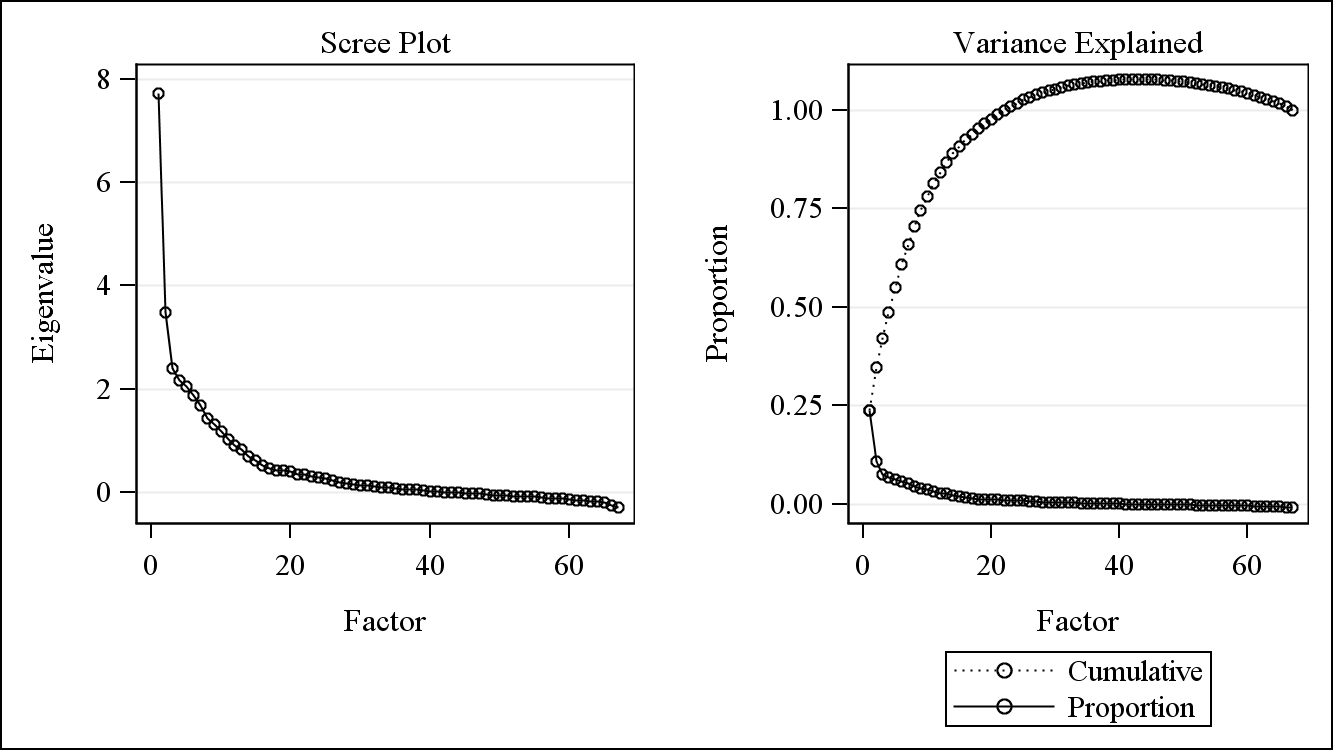 Scree Plot
Eigenvalue
8
6
4
2
0
0 20 40 60
Factor
Variance Explained
Proportion
1.00
0.75
0.50
0.25
0.00
0 20 40 60
Factor
Cumulative
Proportion